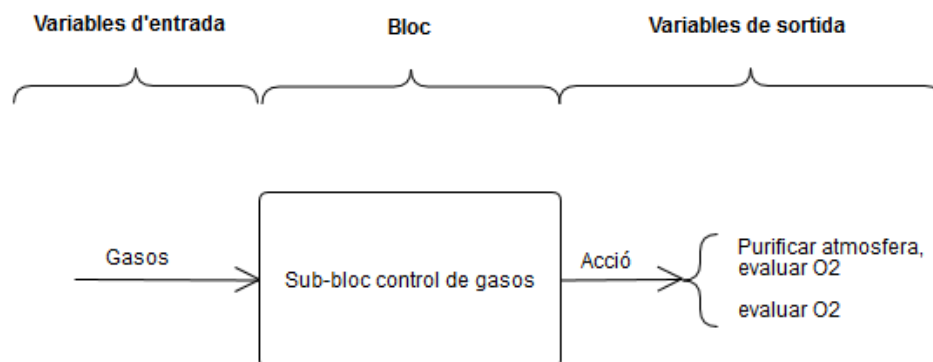 Variables d'entrada
Bloc
Variables de sortida
Gasos
Sub-bloc control de gasos
Acció
Purificar atmosfera,
evaluar O2
evaluar O2